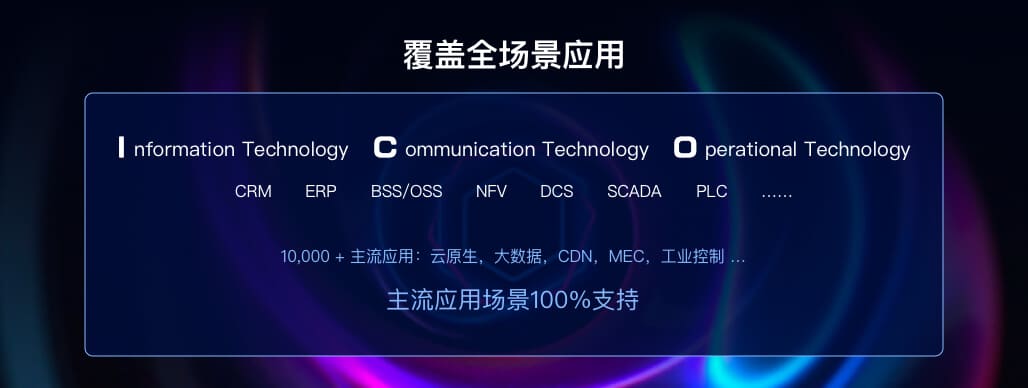 覆盖全场景应用
Information Technology Communication Technology Operational Technology
CRM ERP BSS/OSS NFV DCS SCADA PLC ……
10,000 + 主流应用：云原生，大数据，CDN，MEC，工业控制 ...
主流应用场景100%支持